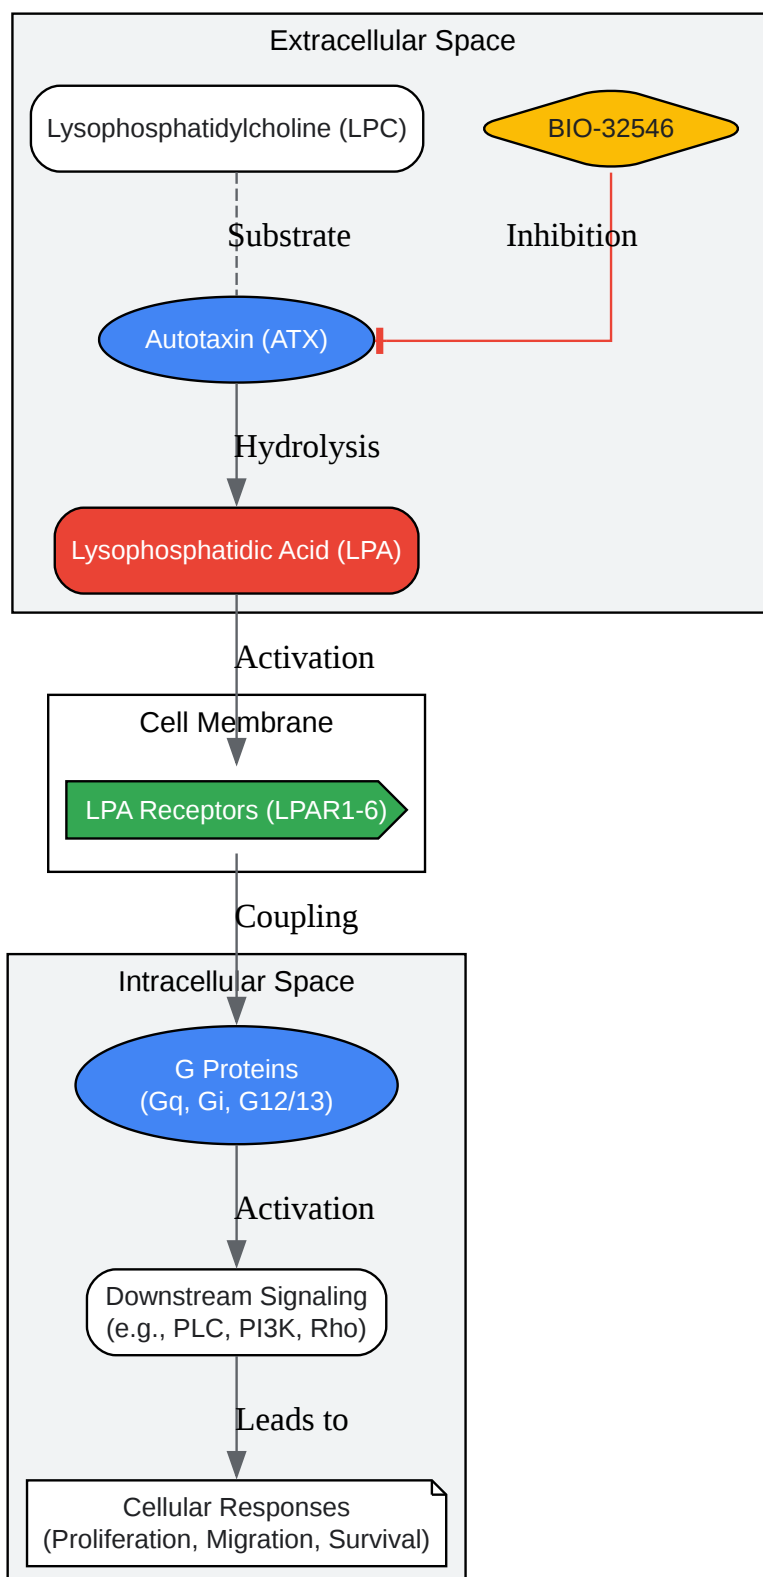 Extracellular Space
Lysophosphatidylcholine (LPC)
BIO-32546
Substrate
Inhibition
Autotaxin (ATX)
Hydrolysis
Lysophosphatidic Acid (LPA)
Activation
Cell Membrane
LPA Receptors (LPAR1-6)
Coupling
Intracellular Space
G Proteins
(Gq, Gi, G12/13)
Activation
Downstream Signaling
(e.g., PLC, PI3K, Rho)
Leads to
Cellular Responses
(Proliferation, Migration, Survival)